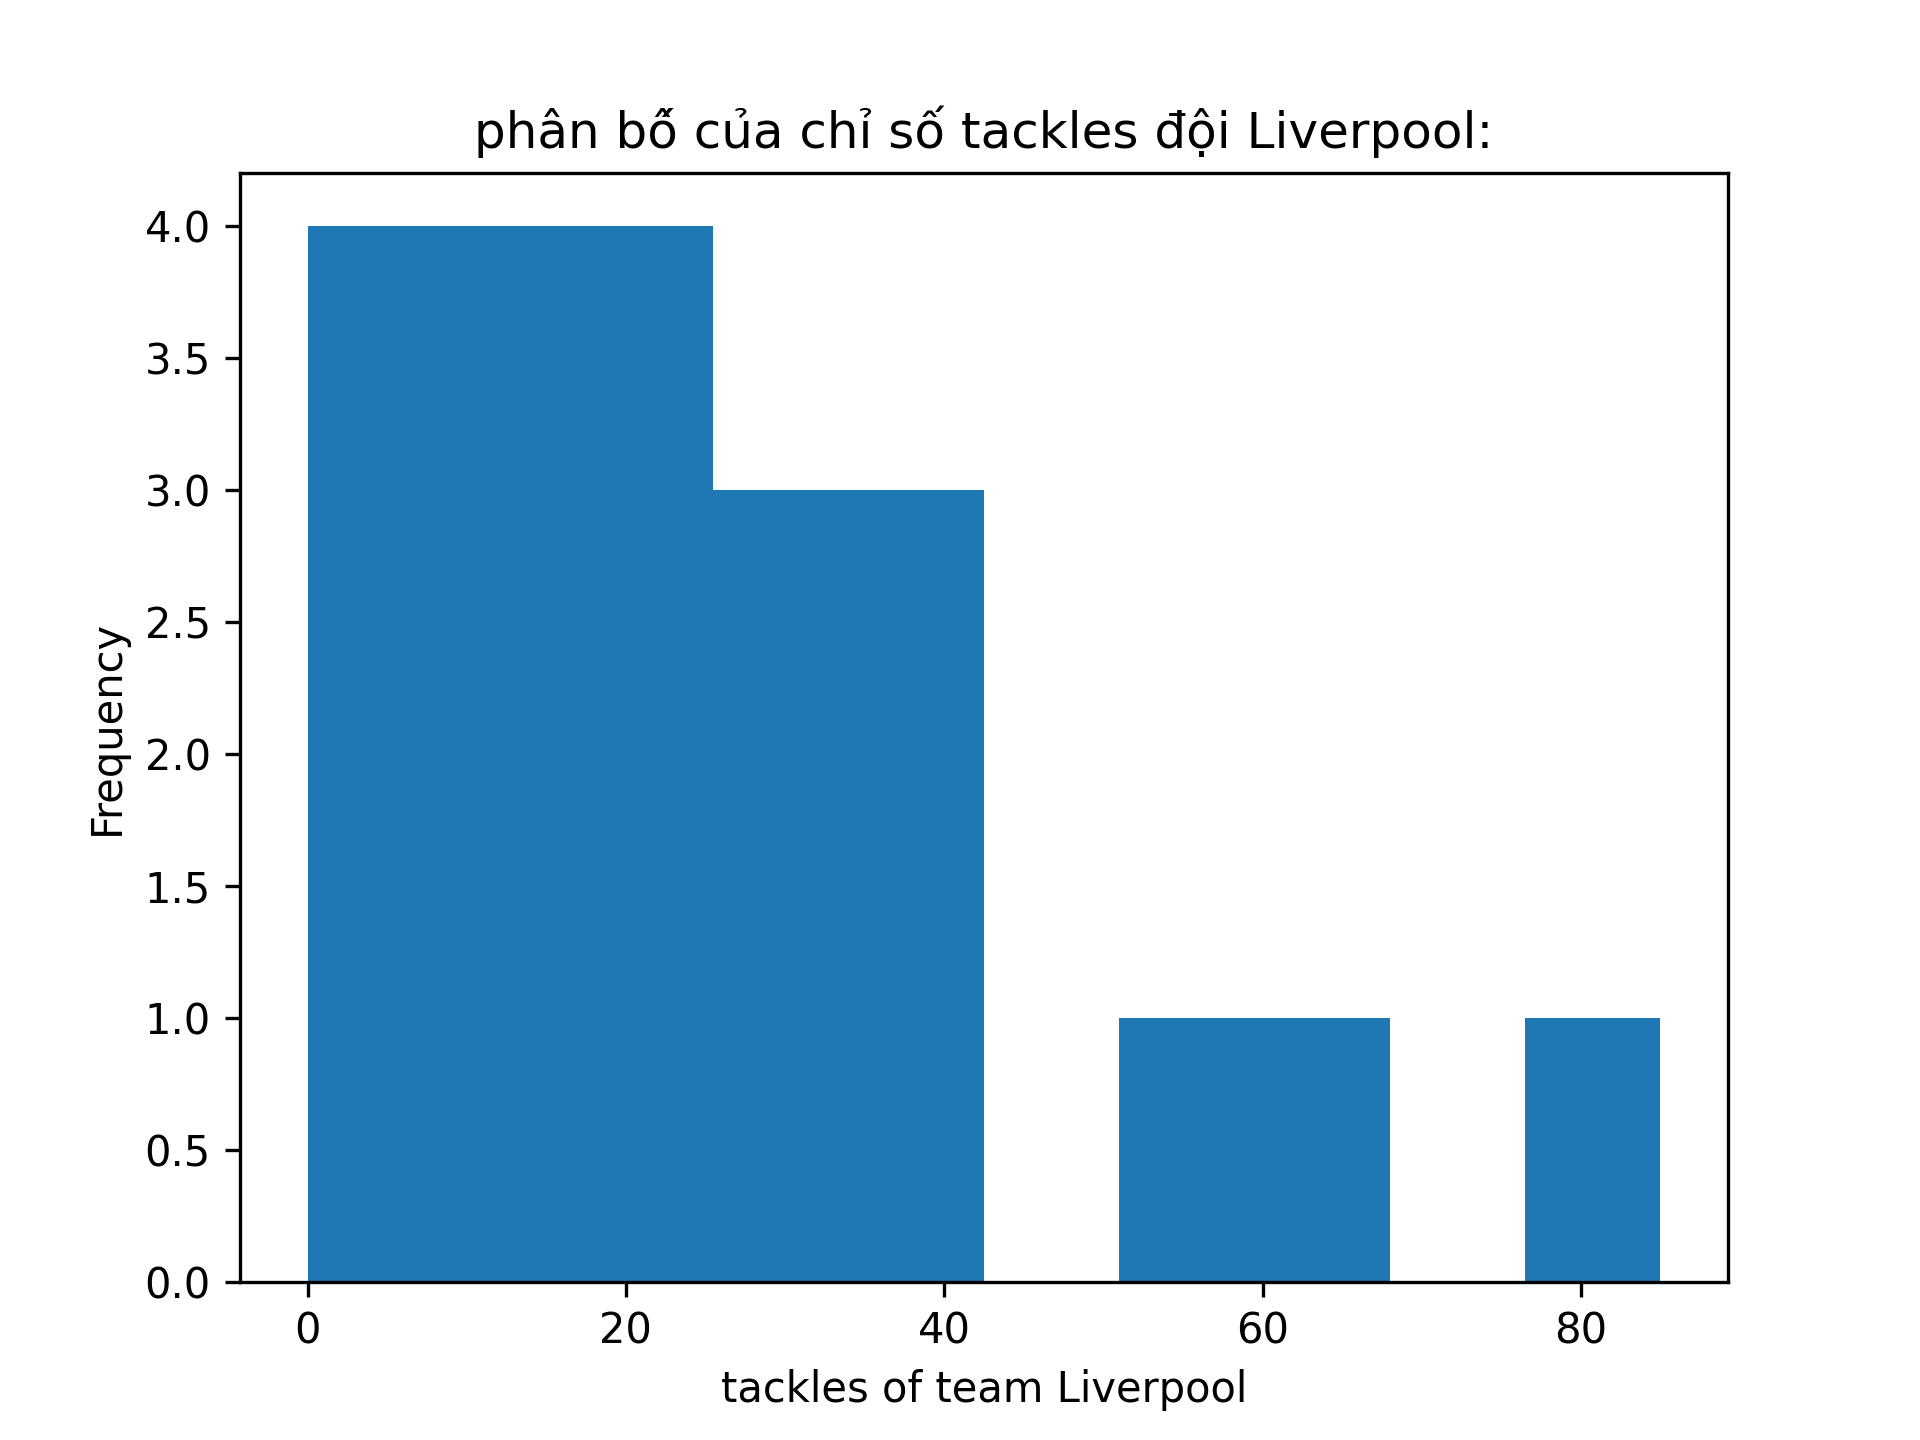 phân bố của chỉ số tackles đội Liverpool:
4.0
3.5
3.0
2.5
2.0
1.5
1.0
0.5
0.0
Frequency
0 20 40 60 80
tackles of team Liverpool